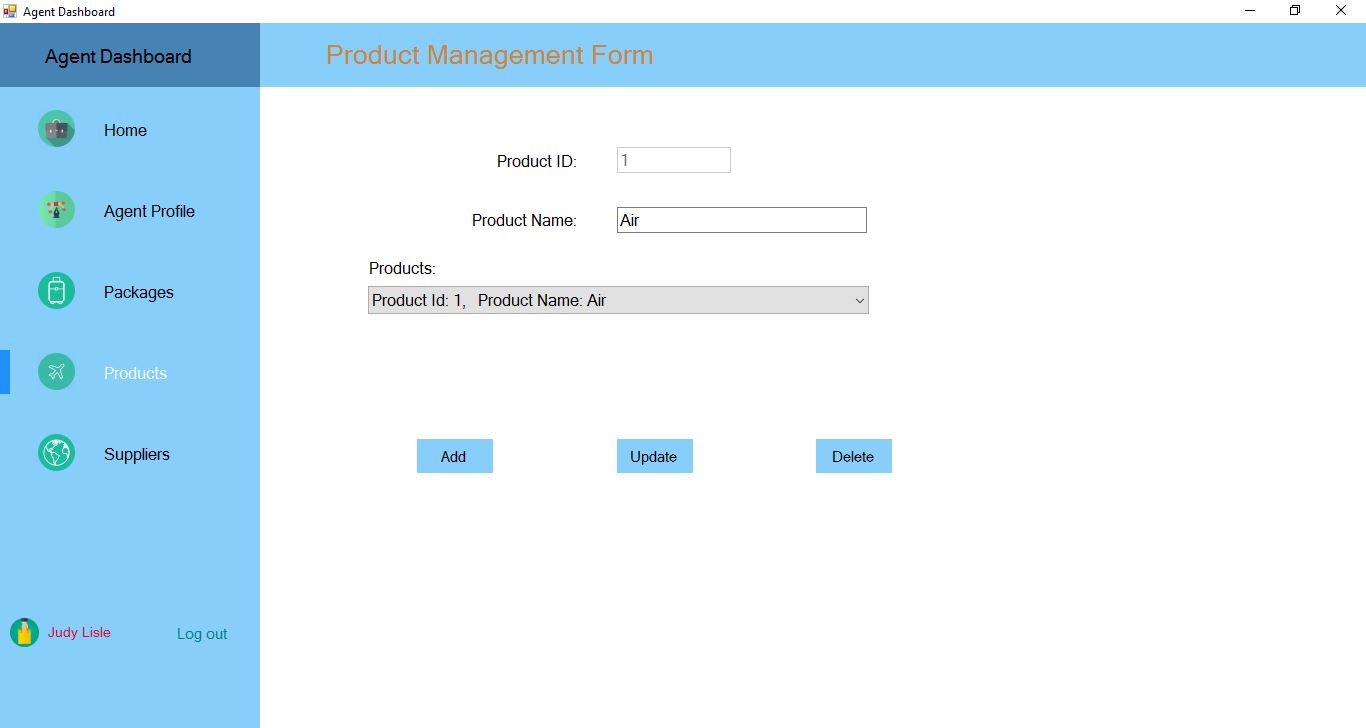 Agent Dashboard
Agent Dashboard
Product Management Form
Home
Agent Profile
Packages
Products
Suppliers
Judy Lisle
Log out
Product ID: 1
Product Name: Air
Products:
Product Id: 1, Product Name: Air
Add Update Delete